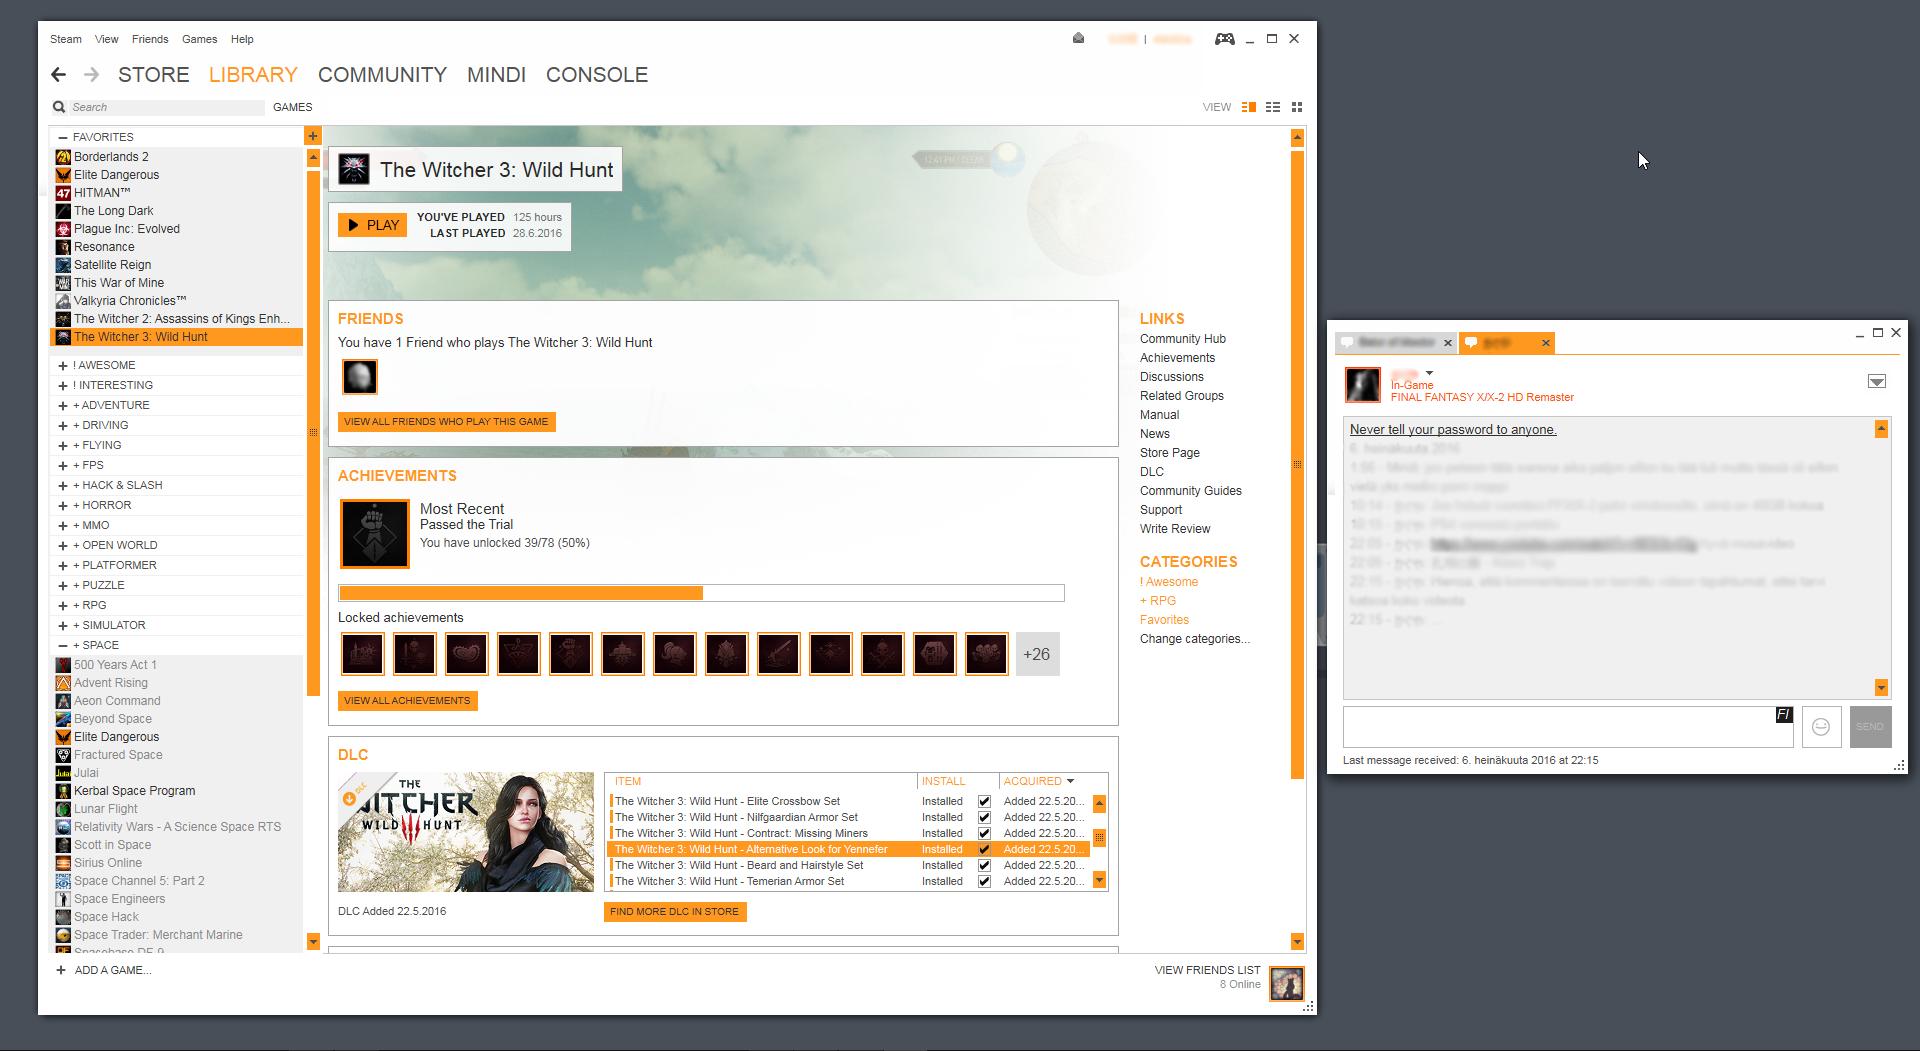 Steam View Friends Games Help
STORE LIBRARY COMMUNITY MINDI CONSOLE
Search GAMES VIEW
FAVORITES
Borderlands 2
Elite Dangerous
HITMAN™
The Long Dark
Plague Inc: Evolved
Resonance
Satellite Reign
This War of Mine
Valkyria Chronicles™
The Witcher 2: Assassins of Kings Enh...
The Witcher 3: Wild Hunt
! AWESOME
! INTERESTING
+ ADVENTURE
+ DRIVING
+ FLYING
+ FPS
+ HACK & SLASH
+ HORROR
+ MMO
+ OPEN WORLD
+ PLATFORMER
+ PUZZLE
+ RPG
+ SIMULATOR
+ SPACE
500 Years Act 1
Advent Rising
Aeon Command
Beyond Space
Elite Dangerous
Fractured Space
Julai
Kerbal Space Program
Lunar Flight
Relativity Wars - A Science Space RTS
Scott in Space
Sirius Online
Space Channel 5: Part 2
Space Engineers
Space Hack
Space Trader: Merchant Marine
Spacebase DF-9
ADD A GAME...
The Witcher 3: Wild Hunt
PLAY
YOU'VE PLAYED 125 hours
LAST PLAYED 28.6.2016
FRIENDS
You have 1 Friend who plays The Witcher 3: Wild Hunt
VIEW ALL FRIENDS WHO PLAY THIS GAME
ACHIEVEMENTS
Most Recent
Passed the Trial
You have unlocked 39/78 (50%)
Locked achievements
+26
VIEW ALL ACHIEVEMENTS
DLC
DLC
THE
WITCHER
WILD HUNT
DLC Added 22.5.2016
ITEM INSTALL ACQUIRED
The Witcher 3: Wild Hunt - Elite Crossbow Set Installed Added 22.5.20...
The Witcher 3: Wild Hunt - Nilfgaardian Armor Set Installed Added 22.5.20...
The Witcher 3: Wild Hunt - Contract: Missing Miners Installed Added 22.5.20...
The Witcher 3: Wild Hunt - Alternative Look for Yennefer Installed Added 22.5.20...
The Witcher 3: Wild Hunt - Beard and Hairstyle Set Installed Added 22.5.20...
The Witcher 3: Wild Hunt - Temerian Armor Set Installed Added 22.5.20...
FIND MORE DLC IN STORE
LINKS
Community Hub
Achievements
Discussions
Related Groups
Manual
News
Store Page
DLC
Community Guides
Support
Write Review
CATEGORIES
! Awesome
+ RPG
Favorites
Change categories...
VIEW FRIENDS LIST
8 Online
In-Game
FINAL FANTASY X/X-2 HD Remaster
Never tell your password to anyone.
6. heinäkuuta 2016
FI
SEND
Last message received: 6. heinäkuuta 2016 at 22:15